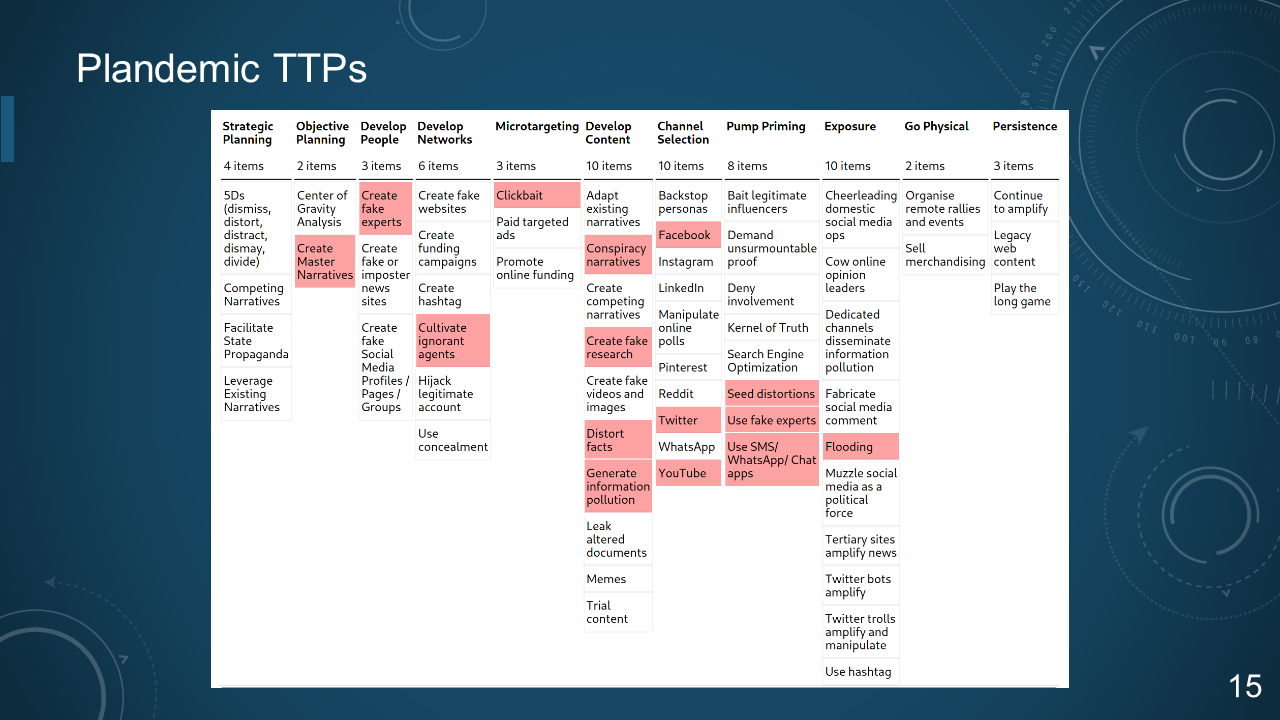 Plandemic TTPs
Strategic
Planning
4 items
5Ds
(dismiss,
distort,
distract,
dismay,
divide)
Competing
Narratives
Facilitate
State
Propaganda
Leverage
Existing
Narratives
Objective
Planning
2 items
Center of
Gravity
Analysis
Create
Master
Narratives
Develop
People
3 items
Create
fake
experts
Create
fake or
imposter
news
sites
Create
fake
Social
Media
Profiles /
Pages /
Groups
Develop
Networks
6 items
Create fake
websites
Create
funding
campaigns
Create
hashtag
Cultivate
ignorant
agents
Hijack
legitimate
account
Use
concealment
Microtargeting
3 items
Clickbait
Paid targeted
ads
Promote
online funding
Develop
Content
10 items
Adapt
existing
narratives
Conspiracy
narratives
Create
competing
narratives
Create fake
research
Create fake
videos and
images
Distort
facts
Generate
information
pollution
Leak
altered
documents
Memes
Trial
content
Channel
Selection
10 items
Backstop
personas
Facebook
Instagram
LinkedIn
Manipulate
online
polls
Pinterest
Reddit
Twitter
WhatsApp
YouTube
Pump Priming
8 items
Bait legitimate
influencers
Demand
unsurmountable
proof
Deny
involvement
Kernel of Truth
Search Engine
Optimization
Seed distortions
Use fake experts
Use SMS/
WhatsApp/ Chat
apps
Exposure
10 items
Cheerleading
domestic
social media
ops
Cow online
opinion
leaders
Dedicated
channels
disseminate
information
pollution
Fabricate
social media
comment
Flooding
Muzzle social
media as a
political
force
Tertiary sites
amplify news
Twitter bots
amplify
Twitter trolls
amplify and
manipulate
Use hashtag
Go Physical
2 items
Organise
remote rallies
and events
Sell
merchandising
Persistence
3 items
Continue
to amplify
Legacy
web
content
Play the
long game
15